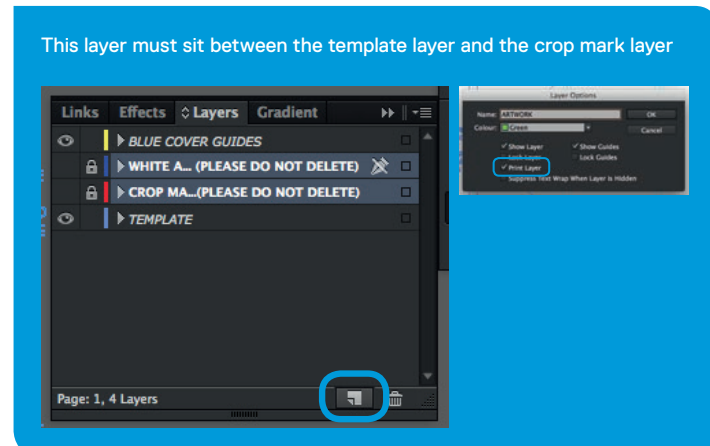 This layer must sit between the template layer and the crop mark layer
Links Effects Layers Gradient
BLUE COVER GUIDES
WHITE A... (PLEASE DO NOT DELETE)
CROP MA...(PLEASE DO NOT DELETE)
TEMPLATE
Page: 1, 4 Layers
Layer Options
Name: ARTWORK OK
Colour: Green Cancel
Show Layer Show Guides
Lock Layer Lock Guides
Print Layer
Suppress Text Wrap When Layer is Hidden